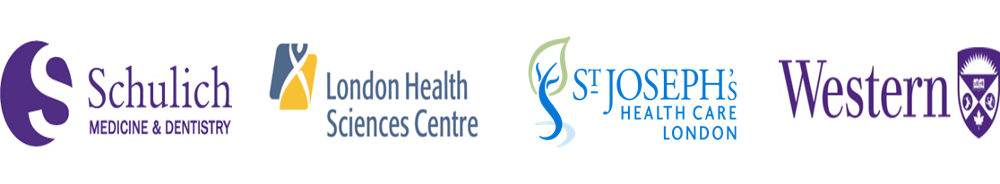 Schulich
MEDICINE & DENTISTRY
London Health
Sciences Centre
ST JOSEPH'S
HEALTH CARE
LONDON
Western